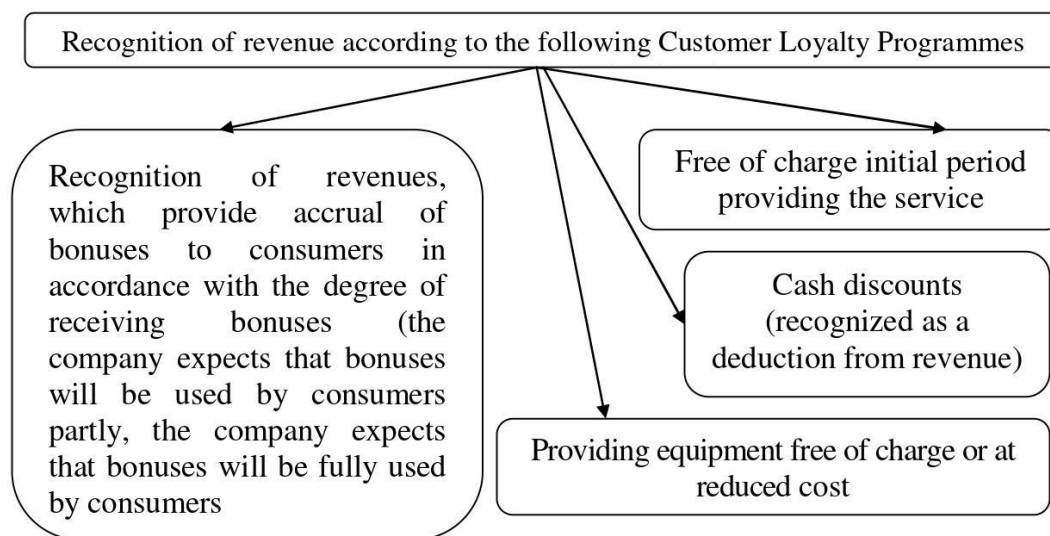 Recognition of revenue according to the following Customer Loyalty Programmes
Recognition of revenues,
which provide accrual of
bonuses to consumers in
accordance with the degree of
receiving bonuses (the
company expects that bonuses
will be used by consumers
partly, the company expects
that bonuses will be fully used
by consumers
Free of charge initial period
providing the service
Cash discounts
(recognized as a
deduction from revenue)
Providing equipment free of charge or at
reduced cost